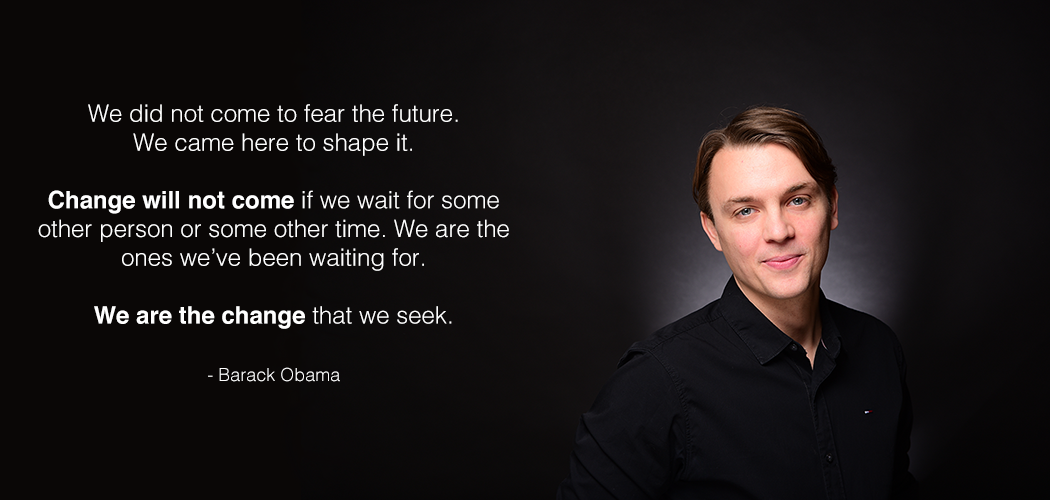 We did not come to fear the future.
We came here to shape it.
Change will not come if we wait for some
other person or some other time. We are the
ones we’ve been waiting for.
We are the change that we seek.
- Barack Obama